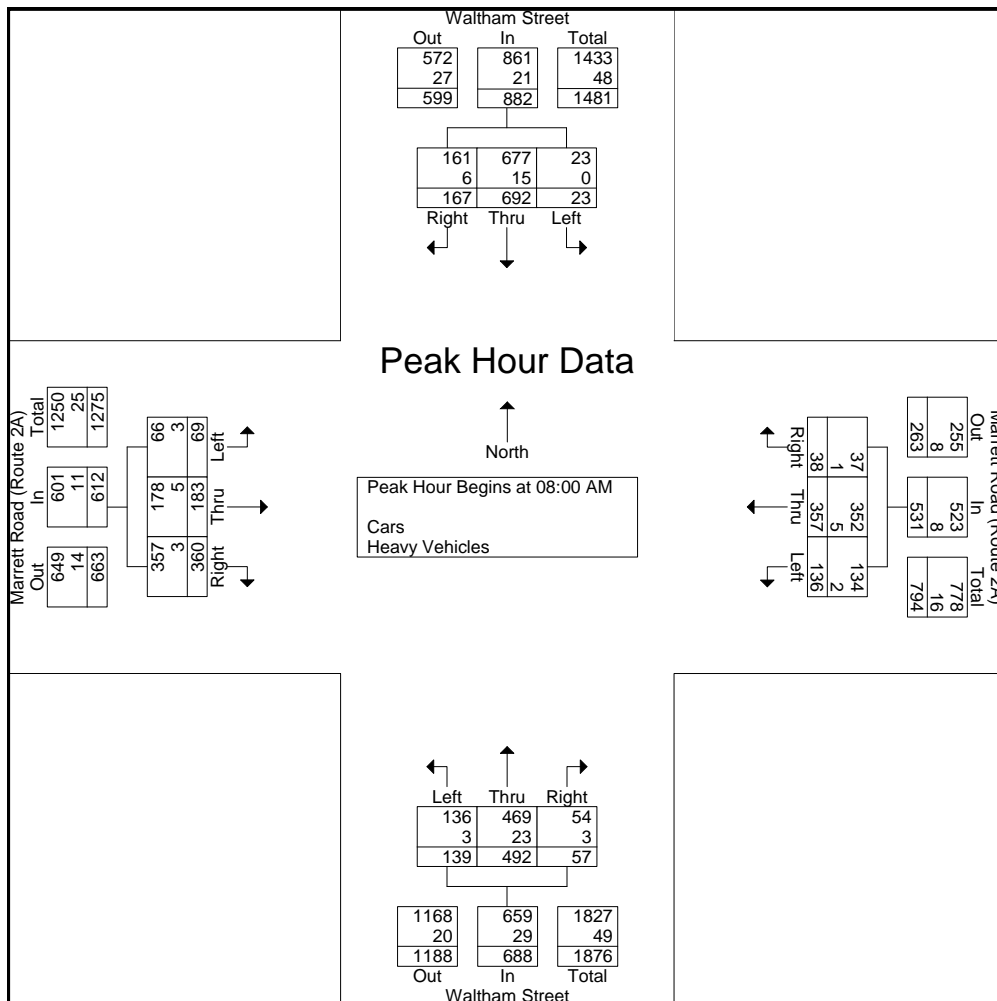 Waltham Street
Out In Total
572 861 1433
27 21 48
599 882 1481
161 677 23
6 15 0
167 692 23
Right Thru Left
Peak Hour Data
North
Peak Hour Begins at 08:00 AM
Cars
Heavy Vehicles
Marrett Road (Route 2A)
Out In Total
649 601 1250
14 11 25
663 612 1275
357 178 66
3 5 3
360 183 69
Right Thru Left
Marrett Road (Route 2A)
Out In Total
255 523 778
8 8 16
263 531 794
37 352 134
1 5 2
38 357 136
Right Thru Left
Left Thru Right
136 469 54
3 23 3
139 492 57
1168 659 1827
20 29 49
1188 688 1876
Out In Total
Waltham Street